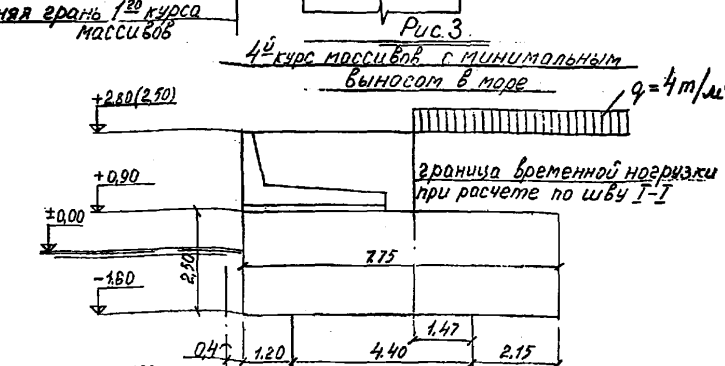 няя грань 1го курса
массивов
Рис.3.
4й курс массивов с минимальным
выносом в море
+2.80(2.50)
q=4т/м
+0,90
граница временной нагрузки
при расчете по шву I-I
±0,00
2,50
7.75
-1.60
1.47
0,4
1.20
4.40
2.15